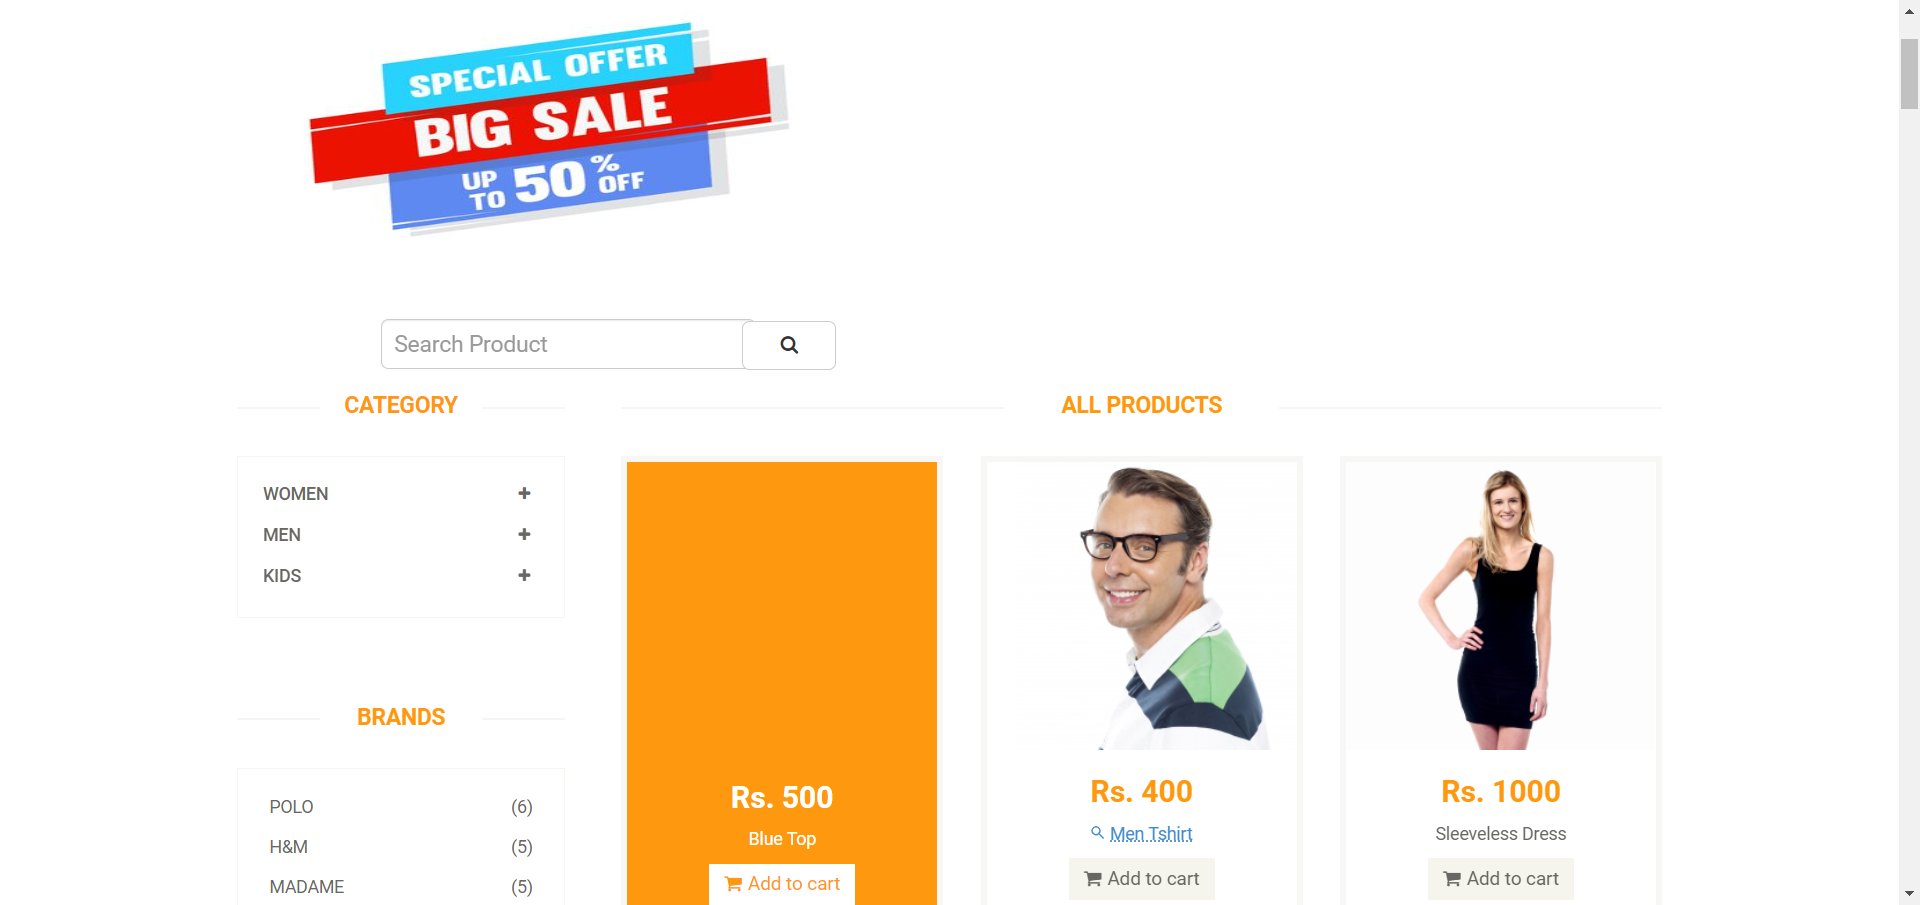 SPECIAL OFFER
BIG SALE
UP TO 50% OFF
Search Product
CATEGORY
WOMEN
MEN
KIDS
BRANDS
POLO (6)
H&M (5)
MADAME (5)
ALL PRODUCTS
Rs. 500
Blue Top
Add to cart
Rs. 400
Men Tshirt
Add to cart
Rs. 1000
Sleeveless Dress
Add to cart